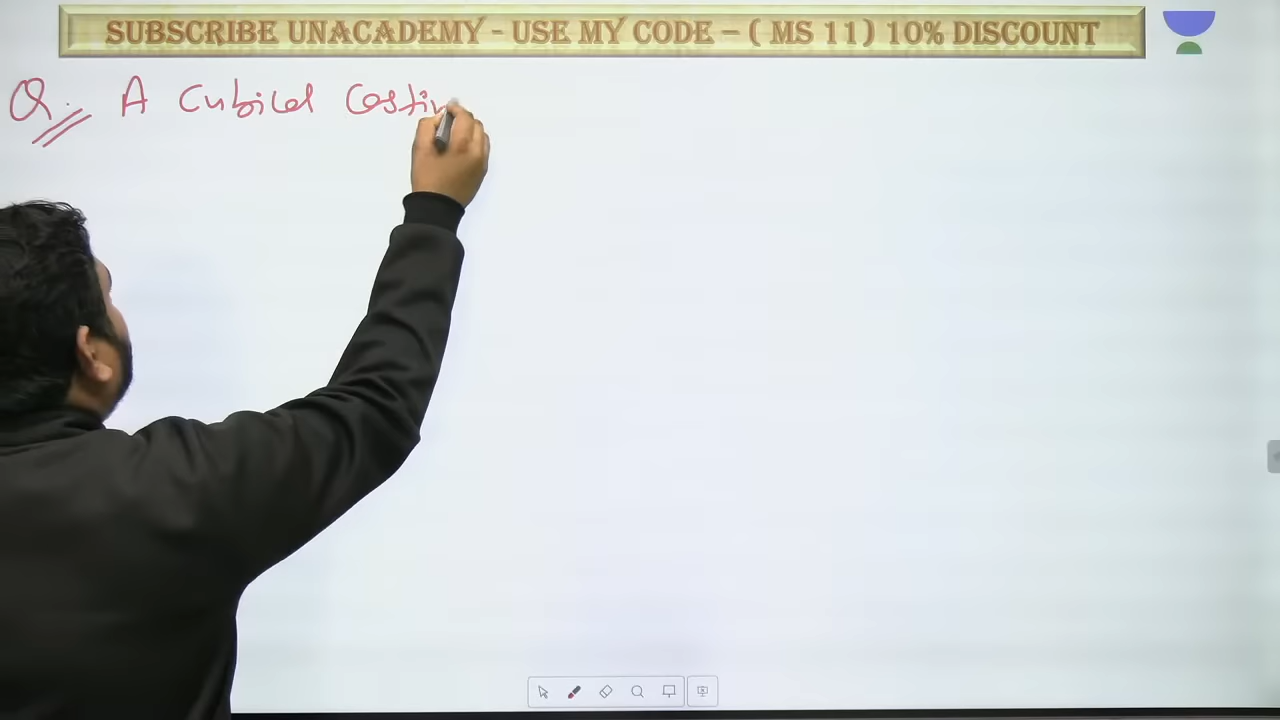 SUBSCRIBE UNACADEMY - USE MY CODE – ( MS 11) 10% DISCOUNT
Q. A Cubical